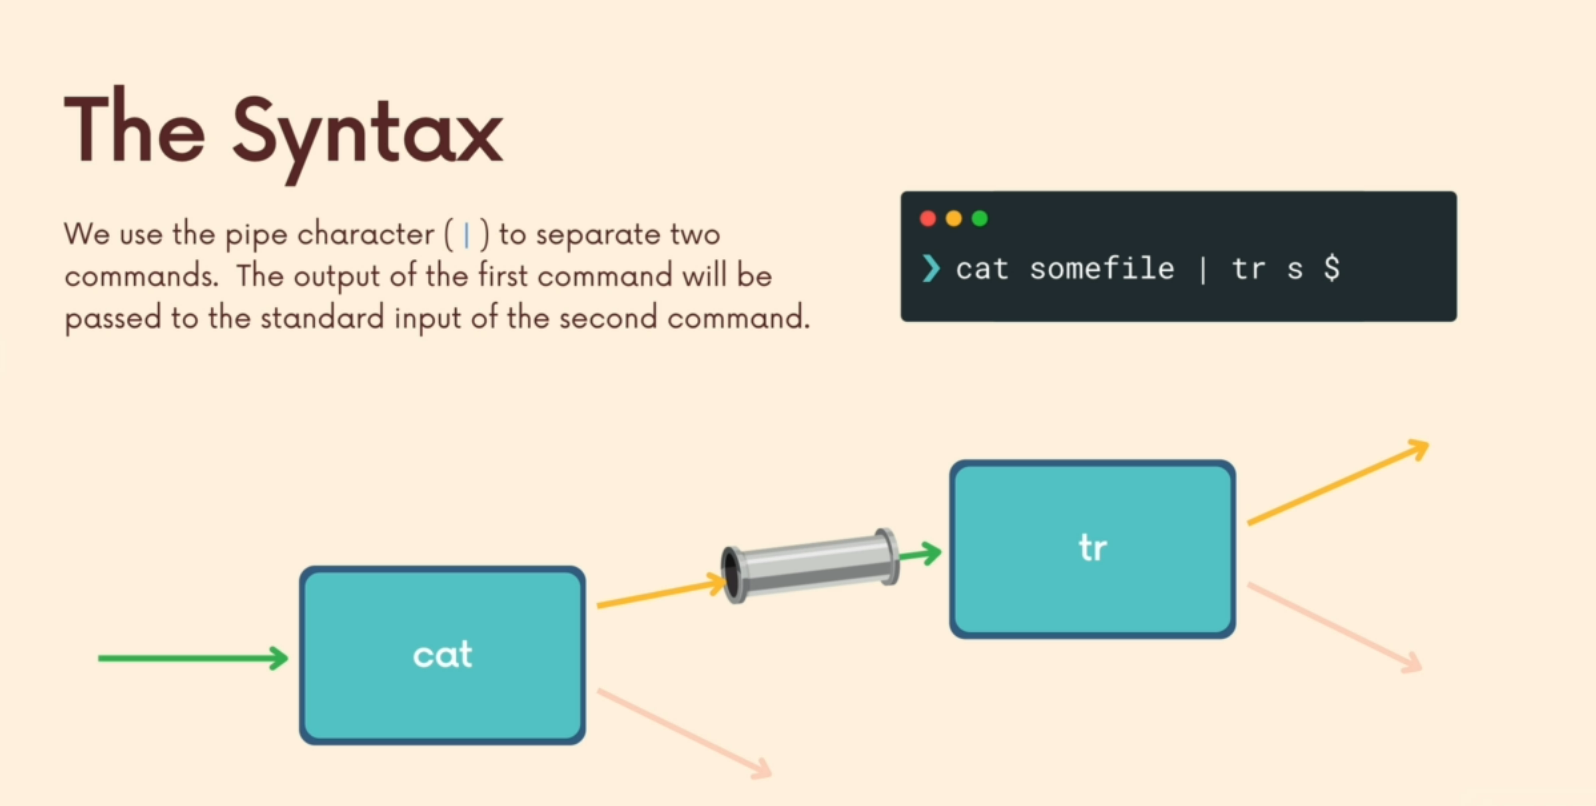 The Syntax
We use the pipe character ( | ) to separate two
commands.  The output of the first command will be
passed to the standard input of the second command.
❯ cat somefile | tr s $
cat
tr